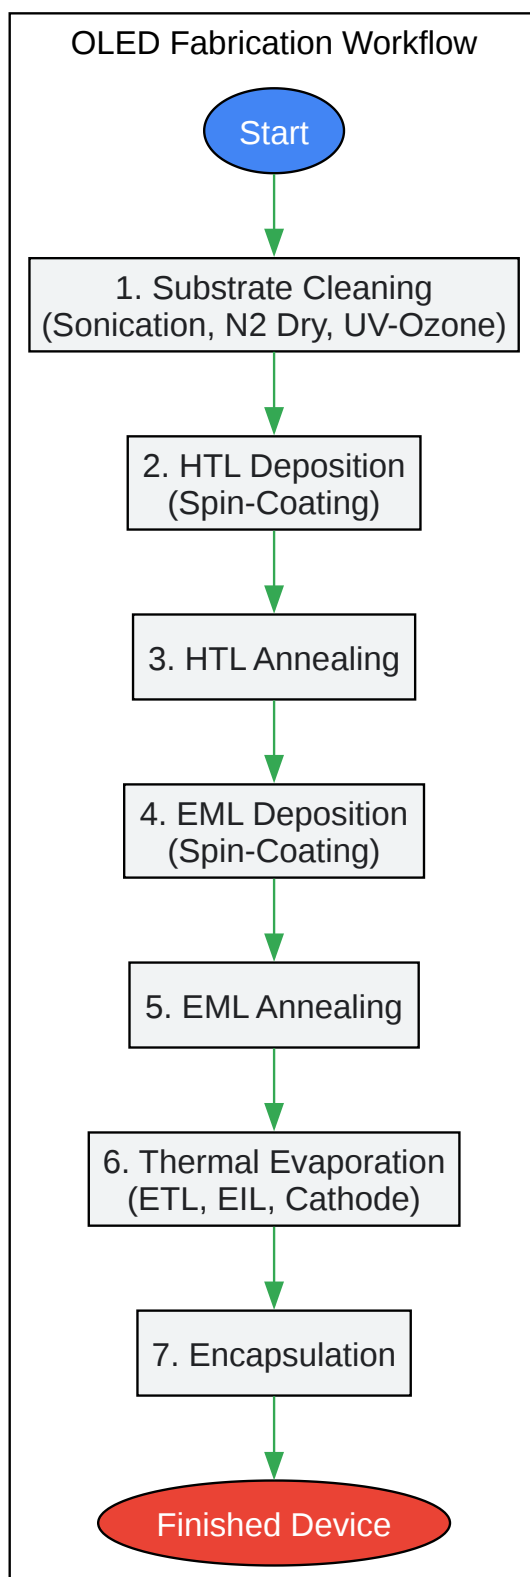 OLED Fabrication Workflow
Start
1. Substrate Cleaning
(Sonication, N2 Dry, UV-Ozone)
2. HTL Deposition
(Spin-Coating)
3. HTL Annealing
4. EML Deposition
(Spin-Coating)
5. EML Annealing
6. Thermal Evaporation
(ETL, EIL, Cathode)
7. Encapsulation
Finished Device